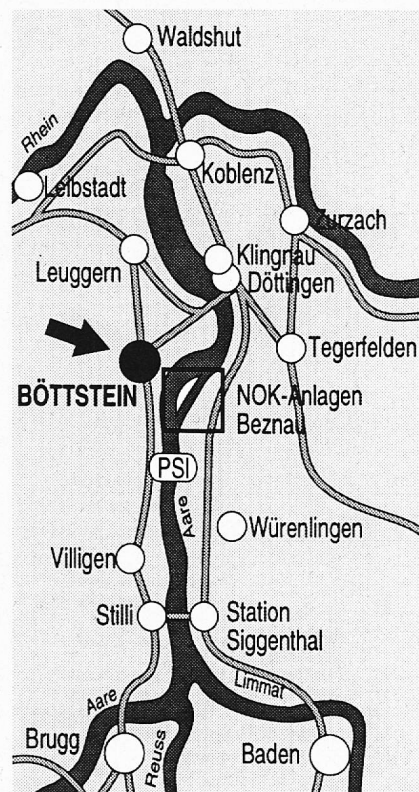 Waldshut
Rhein
Koblenz
Leibstadt
Zurzach
Klingnau
Leuggern
Döttingen
Tegerfelden
BÖTTSTEIN
NOK-Anlagen
Beznau
PSI
Aare
Würenlingen
Villigen
Stilli
Station
Siggenthal
Limmat
Aare
Brugg
Reuss
Baden